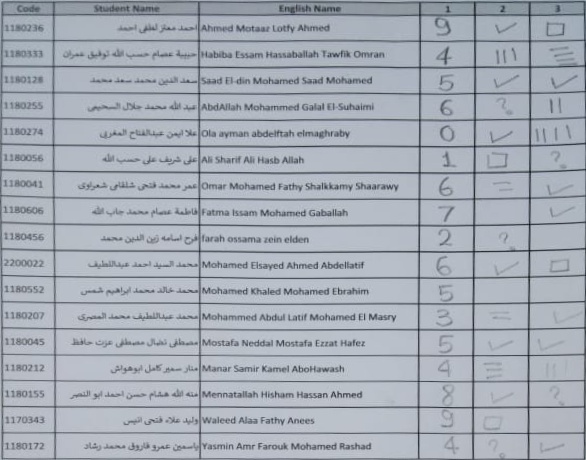 Code Student Name English Name 1 2 3
1180236 احمد معتز لطفى احمد Ahmed Motaaz Lotfy Ahmed 9 ✓ □
1180333 حبيبة عصام حسب الله توفيق عمران Habiba Essam Hassaballah Tawfik Omran 4 ||| ☰
1180128 سعد الدين محمد سعد محمد Saad El-din Mohamed Saad Mohamed 5 ✓ ✓
1180255 عبد الله محمد جلال السحيمى AbdAllah Mohammed Galal El-Suhaimi 6 ? ||
1180274 علا ايمن عبدالفتاح المغربى Ola ayman abdelftah elmaghraby 0 ✓ ||||
1180056 على شريف على حسب الله Ali Sharif Ali Hasb Allah 1 □ ?
1180041 عمر محمد فتحى شلقامى شعراوى Omar Mohamed Fathy Shalkkamy Shaarawy 6 = ✓
1180606 فاطمة عصام محمد جاب الله Fatma Issam Mohamed Gaballah 7 ✓
1180456 فرح اسامه زين الدين محمد farah ossama zein elden 2 ?
2200022 محمد السيد احمد عبداللطيف Mohamed Elsayed Ahmed Abdellatif 6 ✓ □
1180552 محمد خالد محمد ابراهيم شمس Mohamed Khaled Mohamed Ebrahim 5
1180207 محمد عبداللطيف محمد المصرى Mohammed Abdul Latif Mohamed El Masry 3 = ✓
1180045 مصطفى نضال مصطفى عزت حافظ Mostafa Neddal Mostafa Ezzat Hafez 5 ✓ ✓
1180212 منار سمير كامل ابوهواش Manar Samir Kamel AboHawash 4 ☰ |||
1180155 منه الله هشام حسن احمد ابو النصر Mennatallah Hisham Hassan Ahmed 8 ✓ ?
1170343 وليد علاء فتحى انيس Waleed Alaa Fathy Anees 9 □
1180172 ياسمين عمرو فاروق محمد رشاد Yasmin Amr Farouk Mohamed Rashad 4 ? ✓